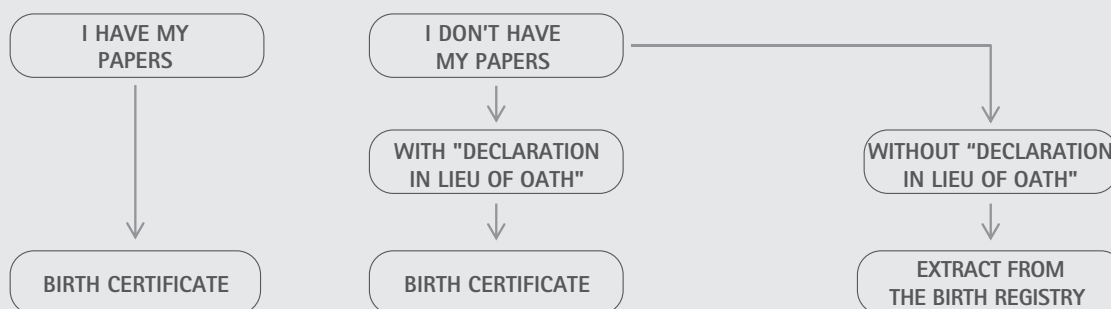 I HAVE MY
PAPERS
I DON'T HAVE
MY PAPERS
WITH "DECLARATION
IN LIEU OF OATH"
WITHOUT “DECLARATION
IN LIEU OF OATH"
BIRTH CERTIFICATE
BIRTH CERTIFICATE
EXTRACT FROM
THE BIRTH REGISTRY